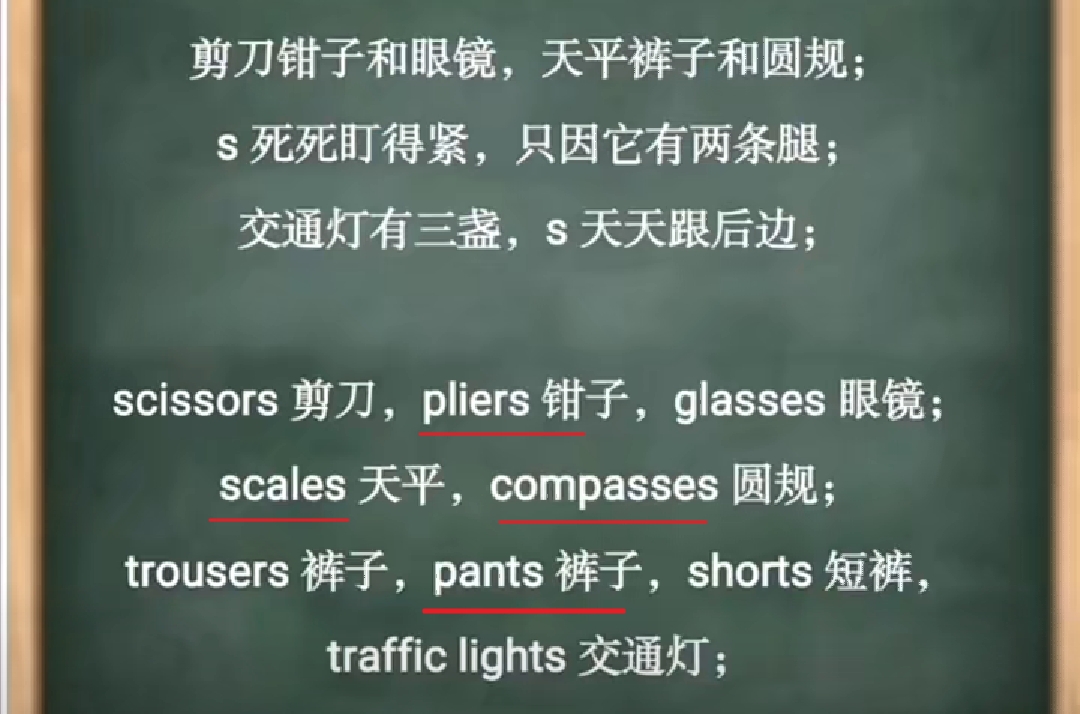 剪刀钳子和眼镜，天平裤子和圆规；
s 死死盯得紧，只因它有两条腿；
交通灯有三盏，s 天天跟后边；
scissors 剪刀，pliers 钳子，glasses 眼镜；
scales 天平，compasses 圆规；
trousers 裤子，pants 裤子，shorts 短裤，
traffic lights 交通灯；